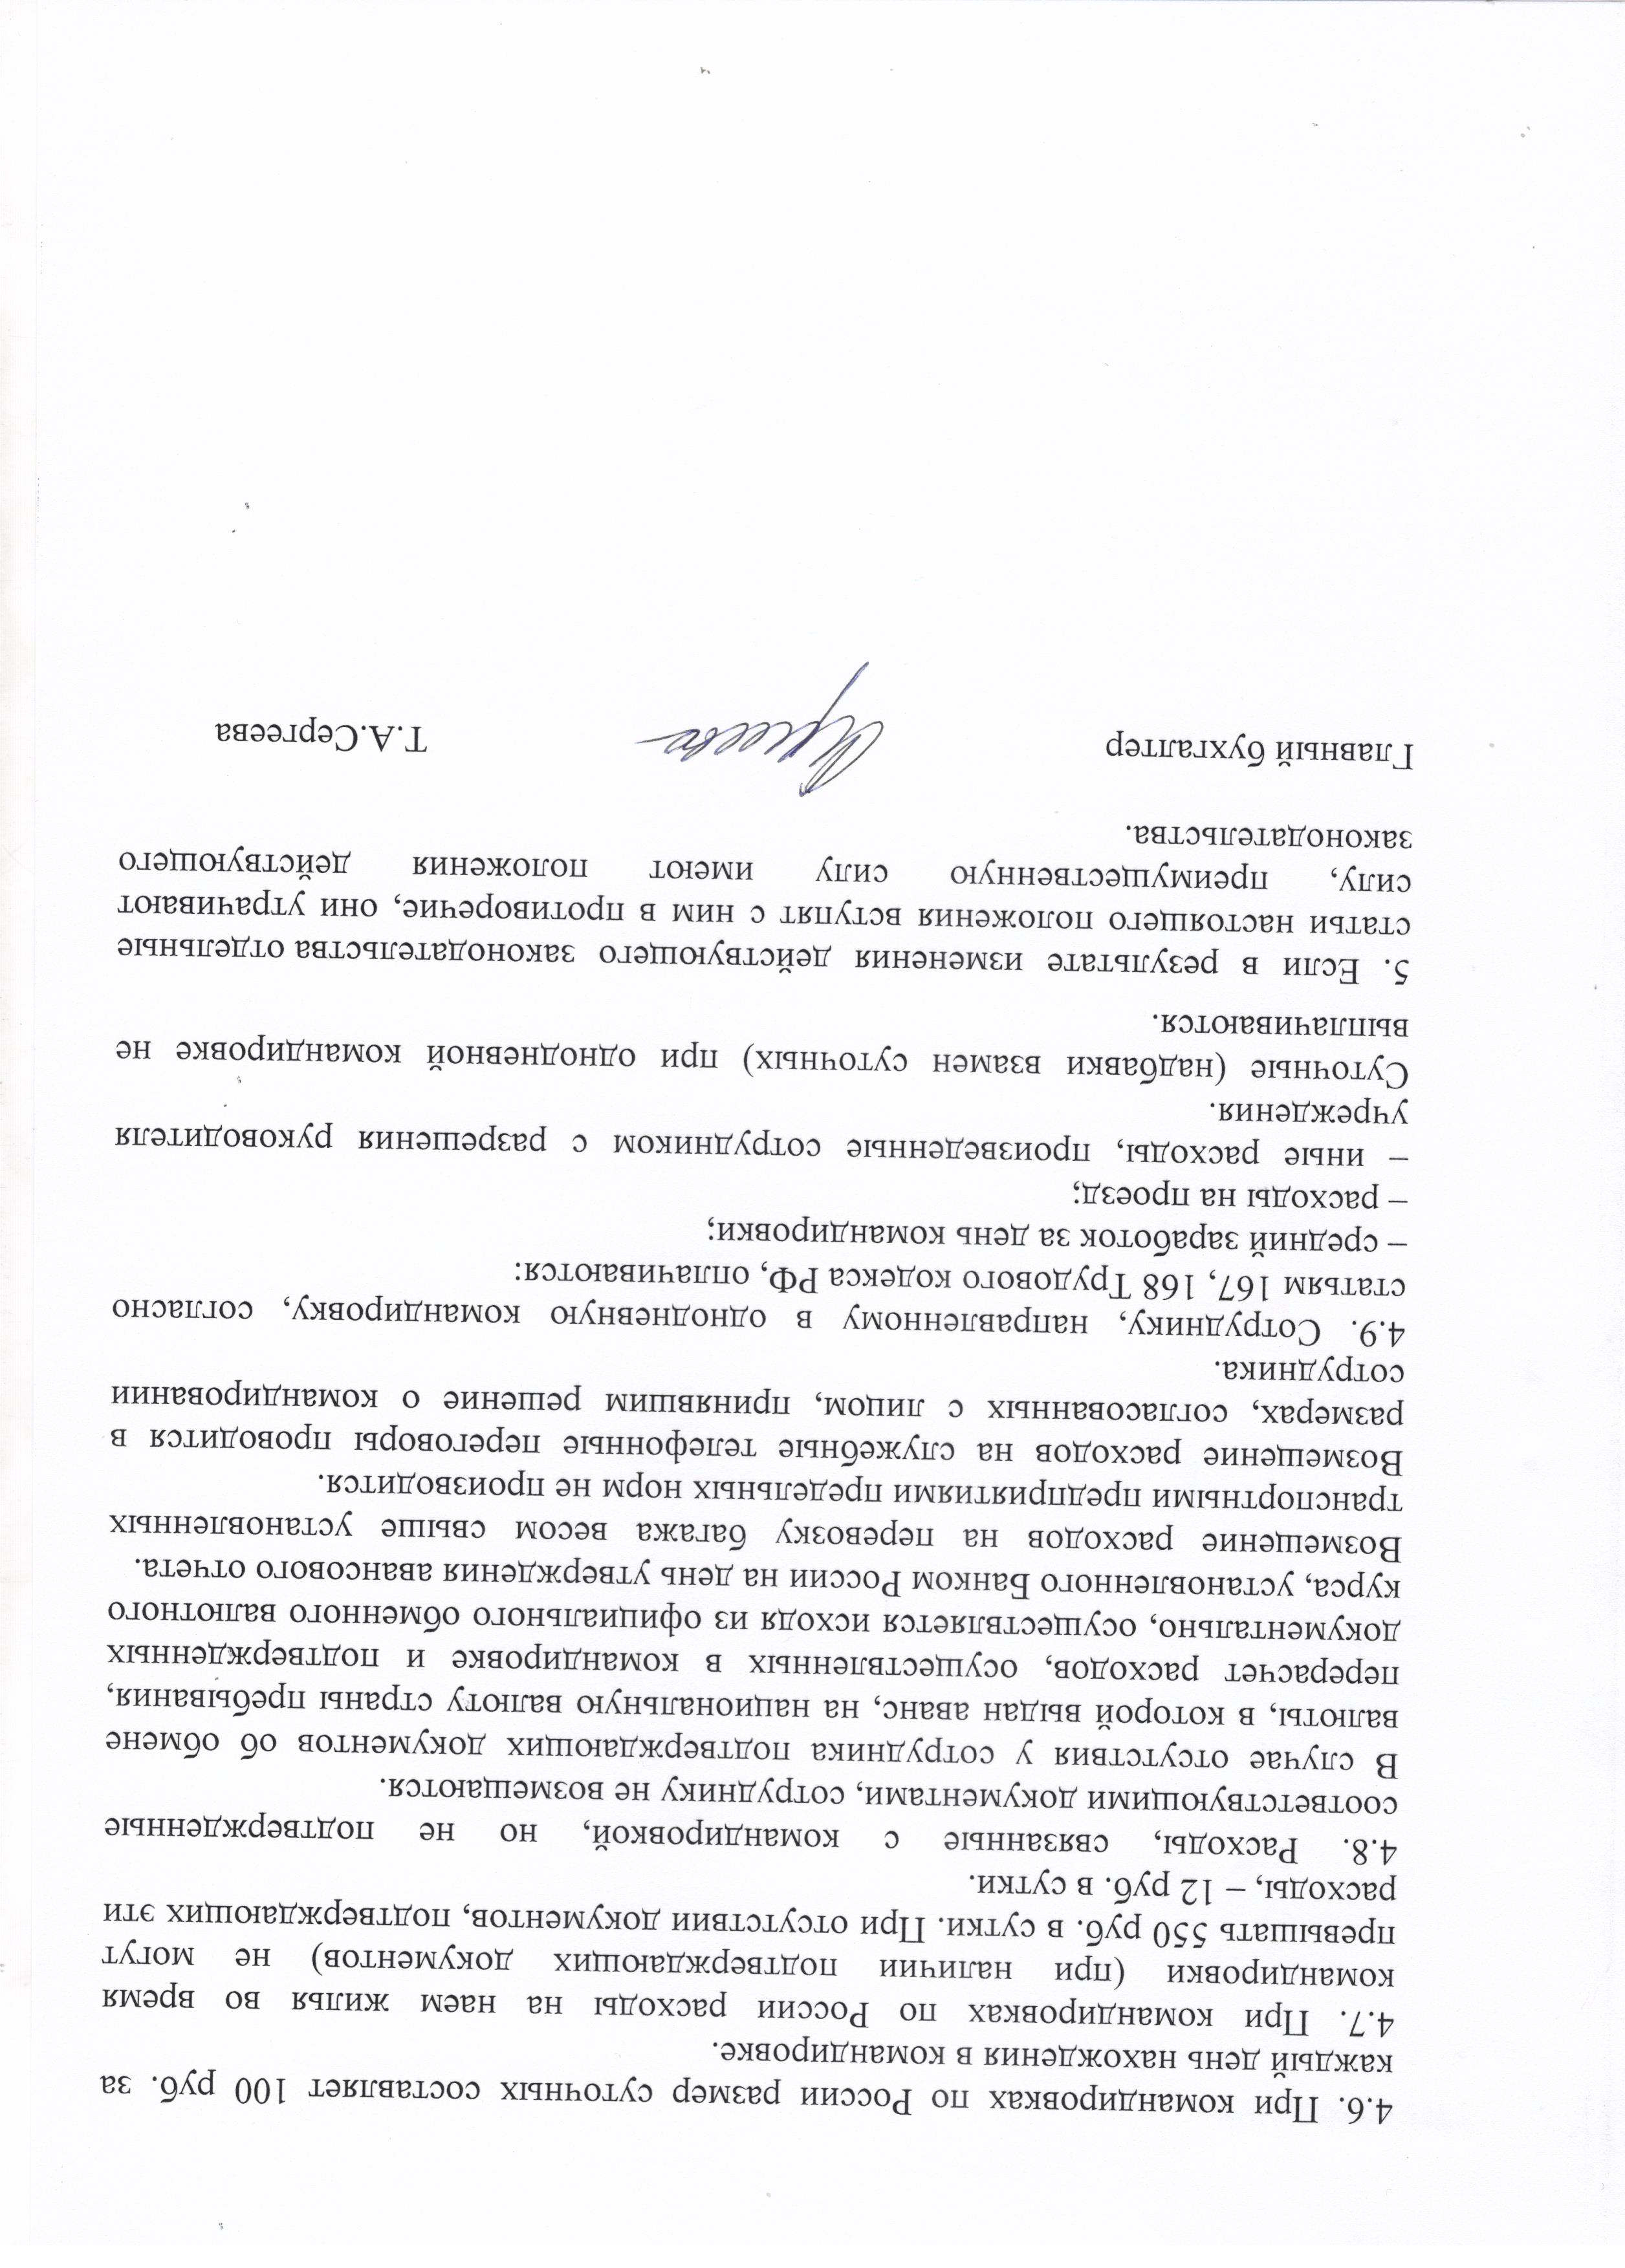 4.6. При командировках по России размер суточных составляет 100 руб. за
каждый день нахождения в командировке.
4.7. При командировках по России расходы на наем жилья во время
командировки (при наличии подтверждающих документов) не могут
превышать 550 руб. в сутки. При отсутствии документов, подтверждающих эти
расходы, – 12 руб. в сутки.
4.8. Расходы, связанные с командировкой, но не подтвержденные
соответствующими документами, сотруднику не возмещаются.
В случае отсутствия у сотрудника подтверждающих документов об обмене
валюты, в которой выдан аванс, на национальную валюту страны пребывания,
перерасчет расходов, осуществленных в командировке и подтвержденных
документально, осуществляется исходя из официального обменного валютного
курса, установленного Банком России на день утверждения авансового отчета.
Возмещение расходов на перевозку багажа весом свыше установленных
транспортными предприятиями предельных норм не производится.
Возмещение расходов на служебные телефонные переговоры проводится в
размерах, согласованных с лицом, принявшим решение о командировании
сотрудника.
4.9. Сотруднику, направленному в однодневную командировку, согласно
статьям 167, 168 Трудового кодекса РФ, оплачиваются:
– средний заработок за день командировки;
– расходы на проезд;
– иные расходы, произведенные сотрудником с разрешения руководителя
учреждения.
Суточные (надбавки взамен суточных) при однодневной командировке не
выплачиваются.
5. Если в результате изменения действующего законодательства отдельные
статьи настоящего положения вступят с ним в противоречие, они утрачивают
силу, преимущественную силу имеют положения действующего
законодательства.
Главный бухгалтер Т.А.Сергеева